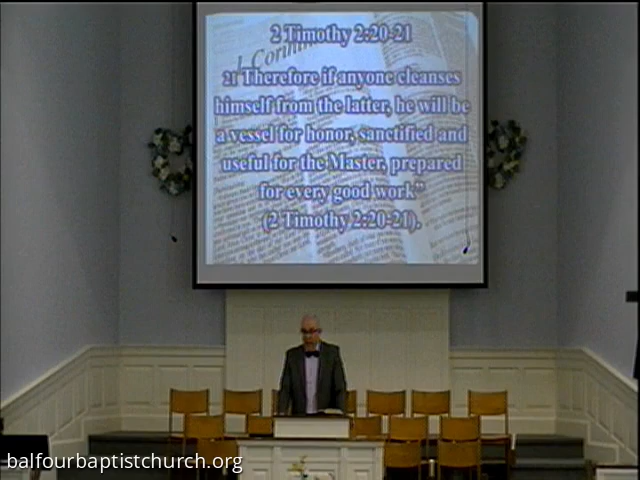 2 Timothy 2:20-21
21 Therefore if anyone cleanses
himself from the latter, he will be
a vessel for honor, sanctified and
useful for the Master, prepared
for every good work”
(2 Timothy 2:20-21).
balfourbaptistchurch.org